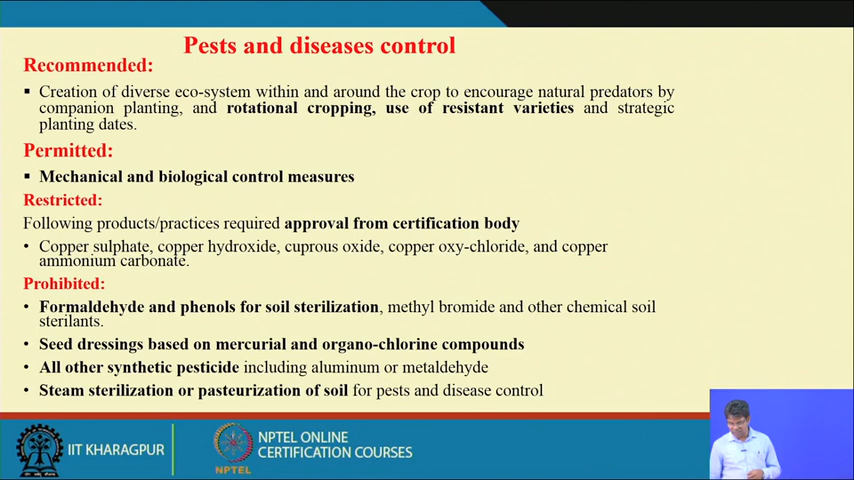 Pests and diseases control
Recommended:
▪ Creation of diverse eco-system within and around the crop to encourage natural predators by
companion planting, and rotational cropping, use of resistant varieties and strategic
planting dates.
Permitted:
▪ Mechanical and biological control measures
Restricted:
Following products/practices required approval from certification body
• Copper sulphate, copper hydroxide, cuprous oxide, copper oxy-chloride, and copper
ammonium carbonate.
Prohibited:
• Formaldehyde and phenols for soil sterilization, methyl bromide and other chemical soil
sterilants.
• Seed dressings based on mercurial and organo-chlorine compounds
• All other synthetic pesticide including aluminum or metaldehyde
• Steam sterilization or pasteurization of soil for pests and disease control
IIT KHARAGPUR
NPTEL
NPTEL ONLINE
CERTIFICATION COURSES